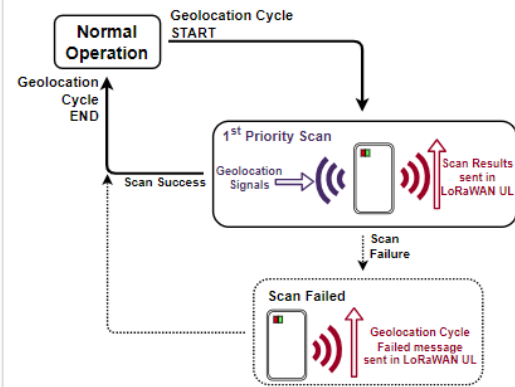 Geolocation Cycle
START
Normal
Operation
Geolocation
Cycle
END
1st Priority Scan
Geolocation
Signals
Scan Results
sent in
LoRaWAN UL
Scan Success
Scan
Failure
Scan Failed
Geolocation Cycle
Failed message
sent in LoRaWAN UL